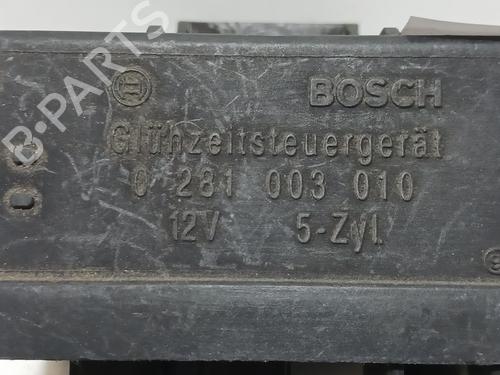 B-PARTS
BOSCH
Glühzeitsteuergerät
0 281 003 010
12V 5-Zyl.